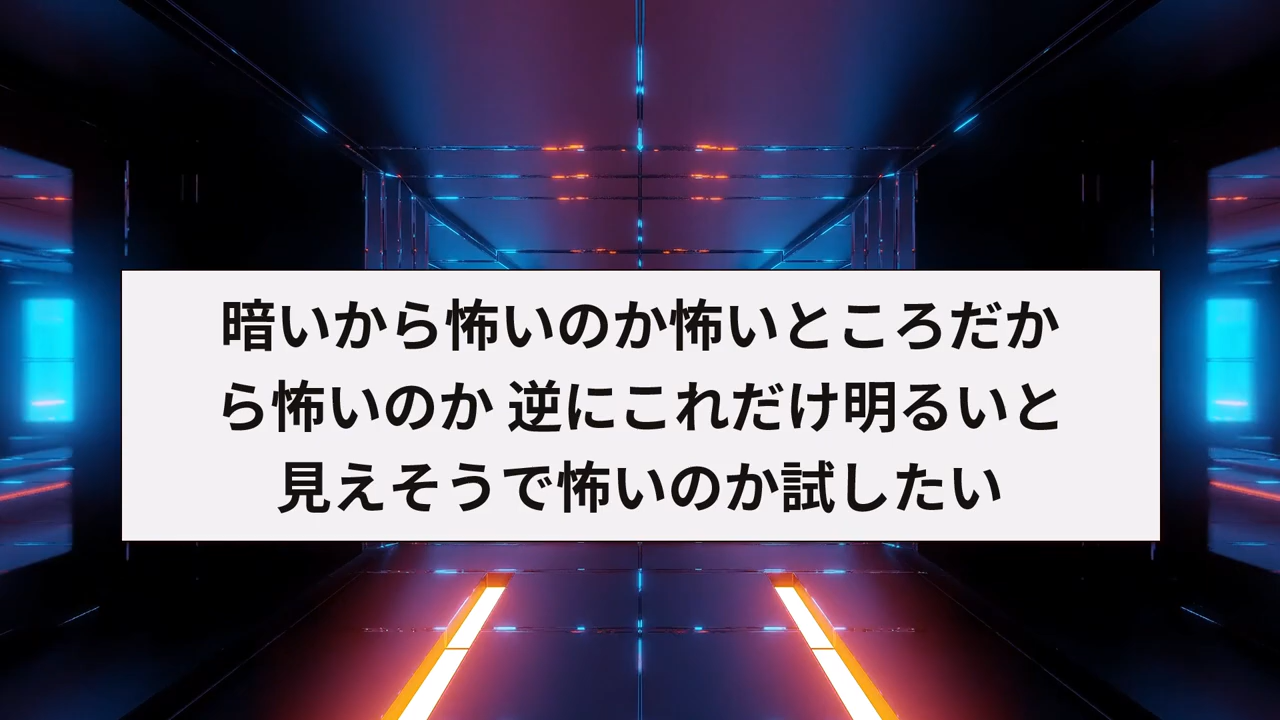 暗いから怖いのか怖いところだか
ら怖いのか 逆にこれだけ明るいと
見えそうで怖いのか試したい